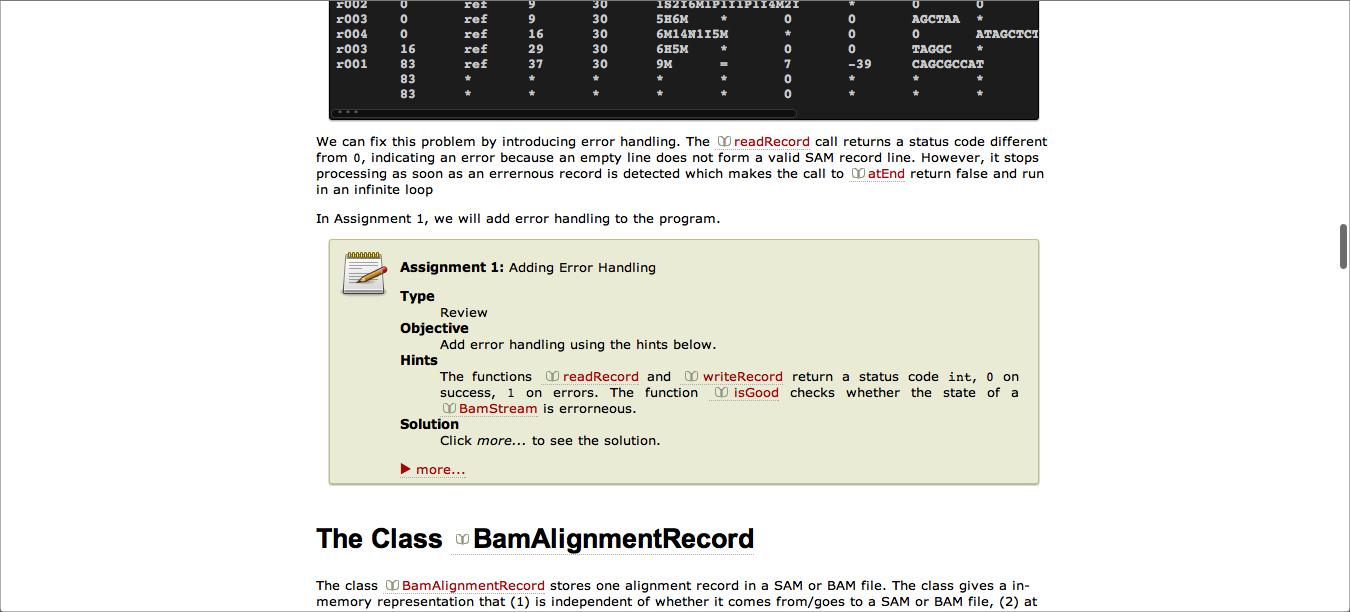 r002 0 ref 9 30 1S2I6M1P1I1P1I4M2I * 0 0
r003 0 ref 9 30 5H6M * 0 0 AGCTAA *
r004 0 ref 16 30 6M14N1I5M * 0 0 ATAGCTCT
r003 16 ref 29 30 6H5M * 0 0 TAGGC *
r001 83 ref 37 30 9M = 7 -39 CAGCGCCAT
83 * * * * * 0 * * *
83 * * * * * 0 * * *
We can fix this problem by introducing error handling. The readRecord call returns a status code different
from 0, indicating an error because an empty line does not form a valid SAM record line. However, it stops
processing as soon as an errernous record is detected which makes the call to atEnd return false and run
in an infinite loop
In Assignment 1, we will add error handling to the program.
Assignment 1: Adding Error Handling
Type
Review
Objective
Add error handling using the hints below.
Hints
The functions readRecord and writeRecord return a status code int, 0 on
success, 1 on errors. The function isGood checks whether the state of a
BamStream is errorneous.
Solution
Click more... to see the solution.
more...
The Class BamAlignmentRecord
The class BamAlignmentRecord stores one alignment record in a SAM or BAM file. The class gives a in-
memory representation that (1) is independent of whether it comes from/goes to a SAM or BAM file, (2) at